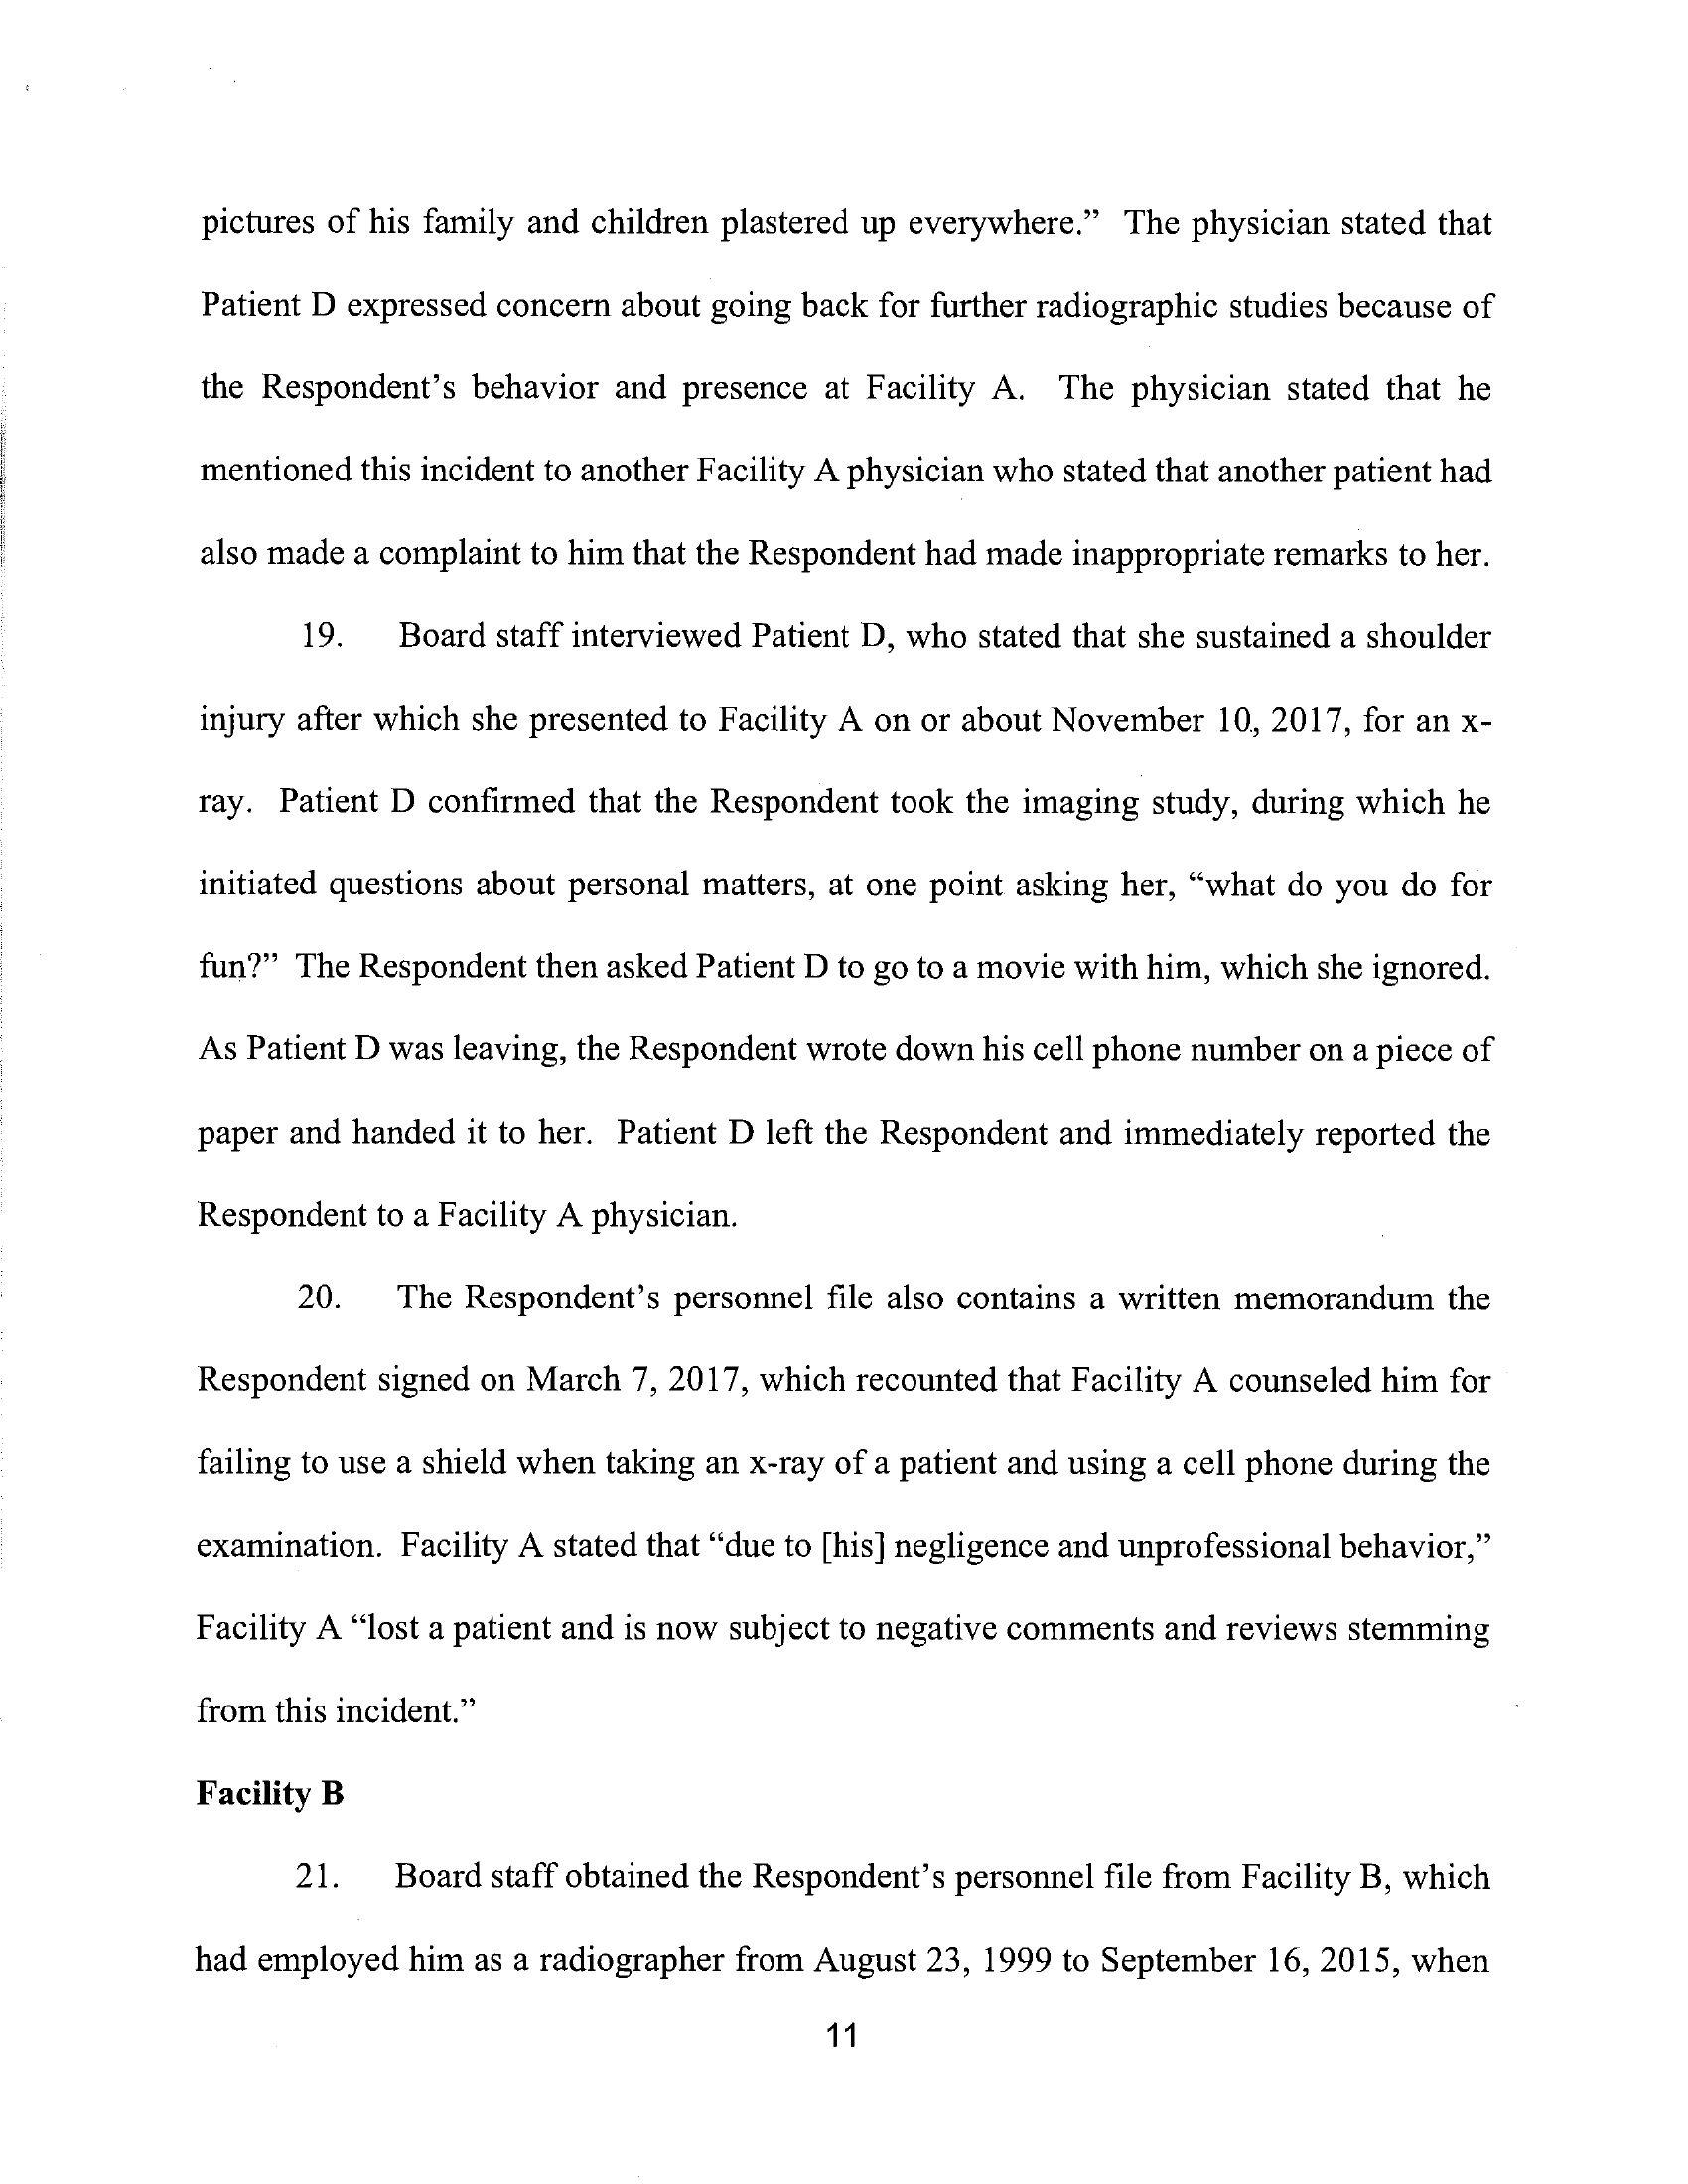 pictures of his family and children plastered up everywhere.” The physician stated that
Patient D expressed concern about going back for further radiographic studies because of
the Respondent’s behavior and presence at Facility A. The physician stated that he
mentioned this incident to another Facility A physician who stated that another patient had
also made a complaint to him that the Respondent had made inappropriate remarks to her.
19. Board staff interviewed Patient D, who stated that she sustained a shoulder
injury after which she presented to Facility A on or about November 10, 2017, for an x-
ray. Patient D confirmed that the Respondent took the imaging study, during which he
initiated questions about personal matters, at one point asking her, “what do you do for
fun?” The Respondent then asked Patient D to go to a movie with him, which she ignored.
As Patient D was leaving, the Respondent wrote down his cell phone number on a piece of
paper and handed it to her. Patient D left the Respondent and immediately reported the
Respondent to a Facility A physician.
20. The Respondent’s personnel file also contains a written memorandum the
Respondent signed on March 7, 2017, which recounted that Facility A counseled him for
failing to use a shield when taking an x-ray of a patient and using a cell phone during the
examination. Facility A stated that “due to [his] negligence and unprofessional behavior,”
Facility A “lost a patient and is now subject to negative comments and reviews stemming
from this incident.”
Facility B
21. Board staff obtained the Respondent’s personnel file from Facility B, which
had employed him as a radiographer from August 23, 1999 to September 16, 2015, when
11